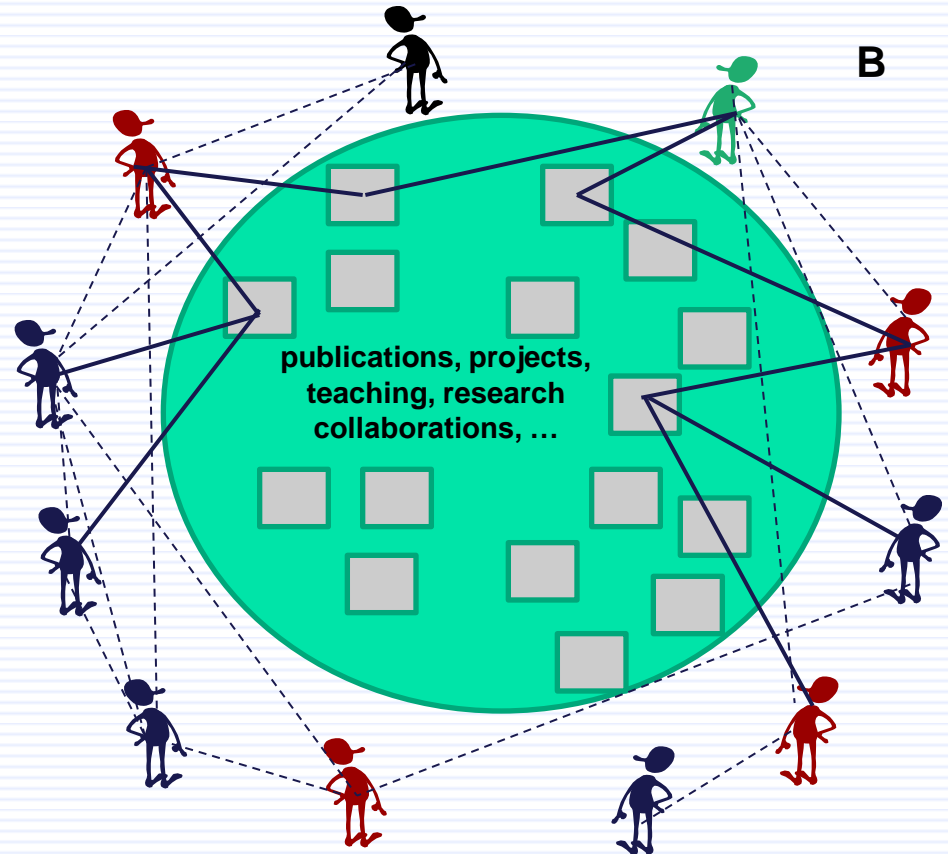 B
publications, projects,
teaching, research
collaborations, …